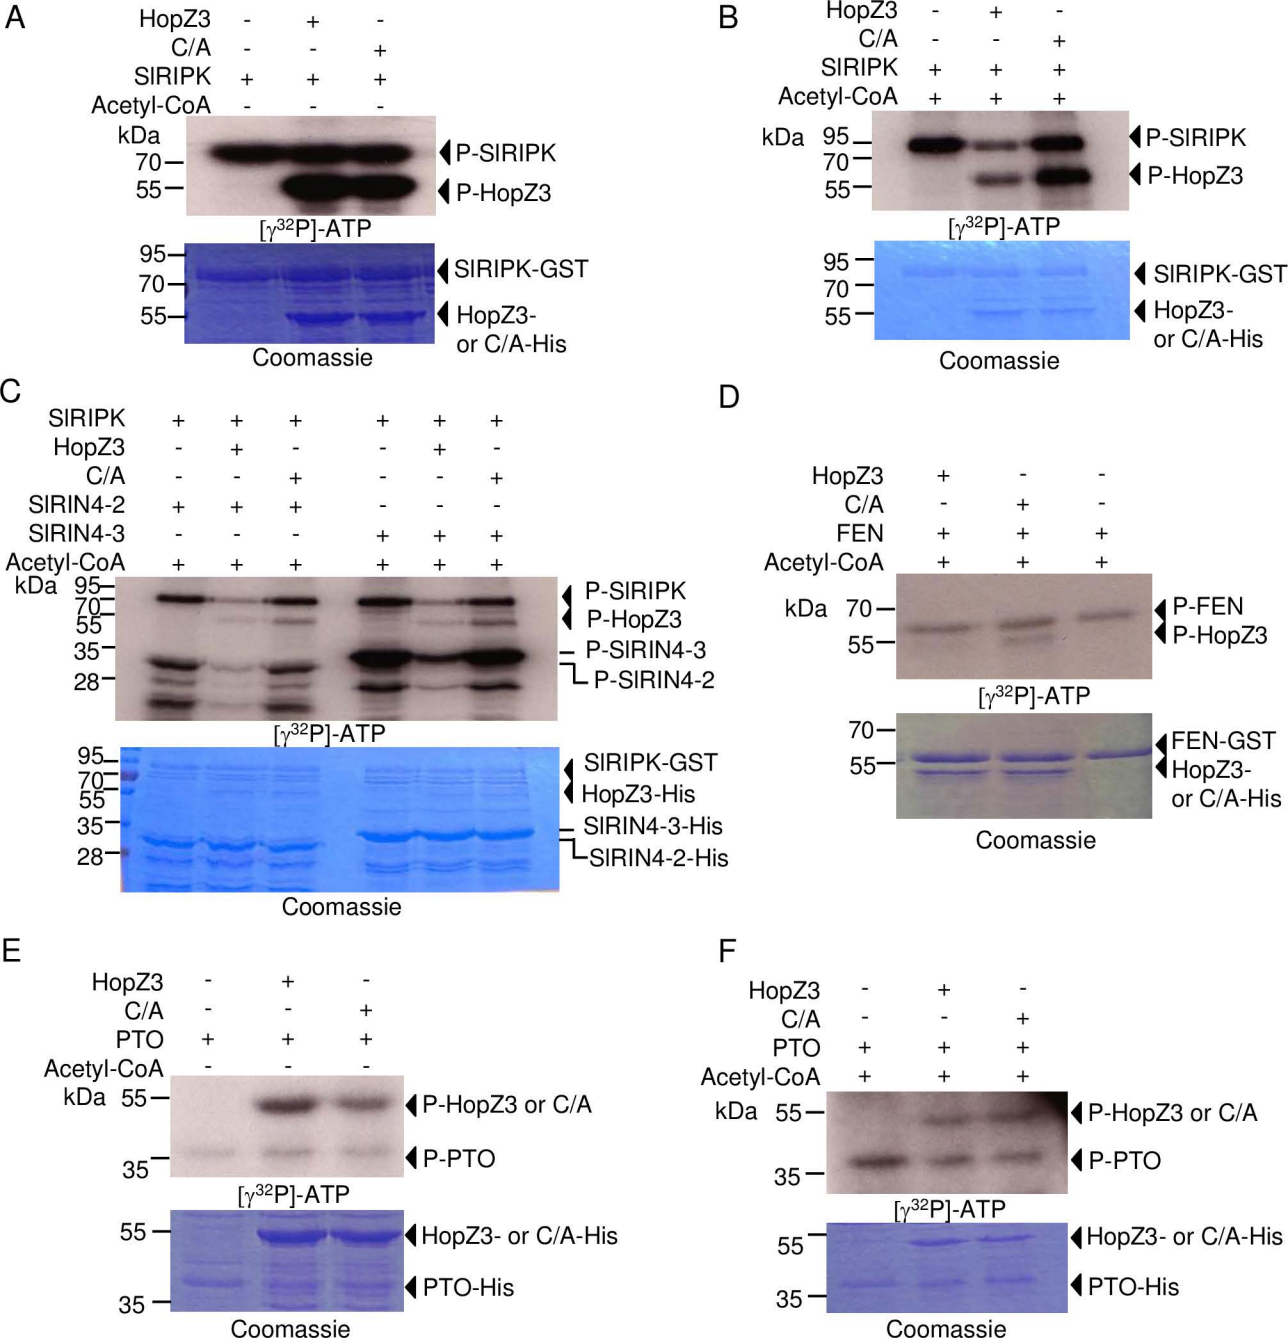 A
HopZ3 - + -
C/A - - +
SlRIPK + + +
Acetyl-CoA - - -
kDa
70
55
P-SlRIPK
P-HopZ3
[γ³²P]-ATP
95
70
55
SlRIPK-GST
HopZ3-
or C/A-His
Coomassie
B
HopZ3 - + -
C/A - - +
SlRIPK + + +
Acetyl-CoA + + +
kDa
95
70
55
P-SlRIPK
P-HopZ3
[γ³²P]-ATP
95
70
55
SlRIPK-GST
HopZ3-
or C/A-His
Coomassie
C
SlRIPK + + + + + +
HopZ3 - + - - + -
C/A - - + - - +
SlRIN4-2 + + + - - -
SlRIN4-3 - - - + + +
Acetyl-CoA + + + + + +
kDa
95
70
55
35
28
P-SlRIPK
P-HopZ3
P-SlRIN4-3
P-SlRIN4-2
[γ³²P]-ATP
95
70
55
35
28
SlRIPK-GST
HopZ3-His
SlRIN4-3-His
SlRIN4-2-His
Coomassie
D
HopZ3 + - -
C/A - + -
FEN + + +
Acetyl-CoA + + +
kDa
70
55
P-FEN
P-HopZ3
[γ³²P]-ATP
70
55
FEN-GST
HopZ3-
or C/A-His
Coomassie
E
HopZ3 - + -
C/A - - +
PTO + + +
Acetyl-CoA - - -
kDa
55
35
P-HopZ3 or C/A
P-PTO
[γ³²P]-ATP
55
35
HopZ3- or C/A-His
PTO-His
Coomassie
F
HopZ3 - + -
C/A - - +
PTO + + +
Acetyl-CoA + + +
kDa
55
35
P-HopZ3 or C/A
P-PTO
[γ³²P]-ATP
55
35
HopZ3- or C/A-His
PTO-His
Coomassie